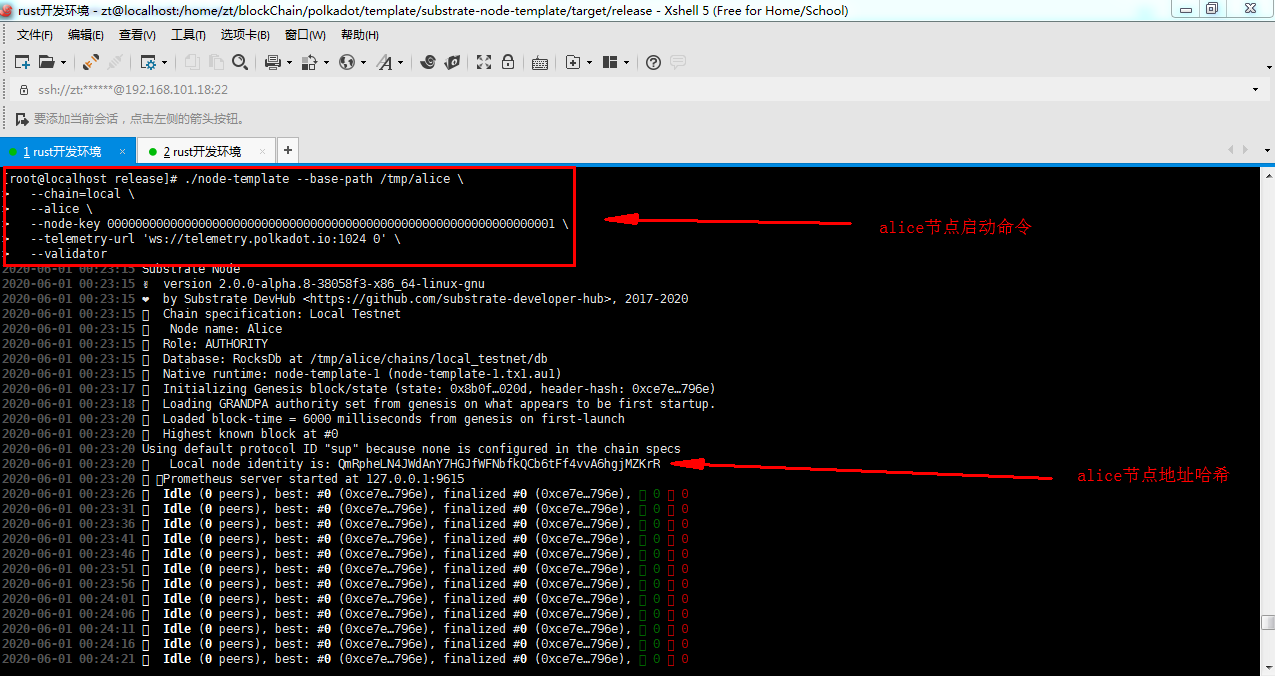 rust开发环境 - zt@localhost:/home/zt/blockChain/polkadot/template/substrate-node-template/target/release - Xshell 5 (Free for Home/School)
文件(F) 编辑(E) 查看(V) 工具(T) 选项卡(B) 窗口(W) 帮助(H)
ssh://zt:******@192.168.101.18:22
要添加当前会话，点击左侧的箭头按钮。
1 rust开发环境 × 2 rust开发环境 × +
[root@localhost release]# ./node-template --base-path /tmp/alice \
> --chain=local \
> --alice \
> --node-key 0000000000000000000000000000000000000000000000000000000000000001 \
> --telemetry-url 'ws://telemetry.polkadot.io:1024 0' \
> --validator
alice节点启动命令
2020-06-01 00:23:15 Substrate Node
2020-06-01 00:23:15 ✌ version 2.0.0-alpha.8-38058f3-x86_64-linux-gnu
2020-06-01 00:23:15 ❤ by Substrate DevHub <https://github.com/substrate-developer-hub>, 2017-2020
2020-06-01 00:23:15 Chain specification: Local Testnet
2020-06-01 00:23:15 Node name: Alice
2020-06-01 00:23:15 Role: AUTHORITY
2020-06-01 00:23:15 Database: RocksDb at /tmp/alice/chains/local_testnet/db
2020-06-01 00:23:15 Native runtime: node-template-1 (node-template-1.tx1.au1)
2020-06-01 00:23:17 Initializing Genesis block/state (state: 0x8b0f…020d, header-hash: 0xce7e…796e)
2020-06-01 00:23:18 Loading GRANDPA authority set from genesis on what appears to be first startup.
2020-06-01 00:23:20 Loaded block-time = 6000 milliseconds from genesis on first-launch
2020-06-01 00:23:20 Highest known block at #0
2020-06-01 00:23:20 Using default protocol ID "sup" because none is configured in the chain specs
2020-06-01 00:23:20 Local node identity is: QmRpheLN4JWdAnY7HGJfWFNbfkQCb6tFf4vvA6hgjMZKrR
alice节点地址哈希
2020-06-01 00:23:20 Prometheus server started at 127.0.0.1:9615
2020-06-01 00:23:26 Idle (0 peers), best: #0 (0xce7e…796e), finalized #0 (0xce7e…796e), 0 0
2020-06-01 00:23:31 Idle (0 peers), best: #0 (0xce7e…796e), finalized #0 (0xce7e…796e), 0 0
2020-06-01 00:23:36 Idle (0 peers), best: #0 (0xce7e…796e), finalized #0 (0xce7e…796e), 0 0
2020-06-01 00:23:41 Idle (0 peers), best: #0 (0xce7e…796e), finalized #0 (0xce7e…796e), 0 0
2020-06-01 00:23:46 Idle (0 peers), best: #0 (0xce7e…796e), finalized #0 (0xce7e…796e), 0 0
2020-06-01 00:23:51 Idle (0 peers), best: #0 (0xce7e…796e), finalized #0 (0xce7e…796e), 0 0
2020-06-01 00:23:56 Idle (0 peers), best: #0 (0xce7e…796e), finalized #0 (0xce7e…796e), 0 0
2020-06-01 00:24:01 Idle (0 peers), best: #0 (0xce7e…796e), finalized #0 (0xce7e…796e), 0 0
2020-06-01 00:24:06 Idle (0 peers), best: #0 (0xce7e…796e), finalized #0 (0xce7e…796e), 0 0
2020-06-01 00:24:11 Idle (0 peers), best: #0 (0xce7e…796e), finalized #0 (0xce7e…796e), 0 0
2020-06-01 00:24:16 Idle (0 peers), best: #0 (0xce7e…796e), finalized #0 (0xce7e…796e), 0 0
2020-06-01 00:24:21 Idle (0 peers), best: #0 (0xce7e…796e), finalized #0 (0xce7e…796e), 0 0